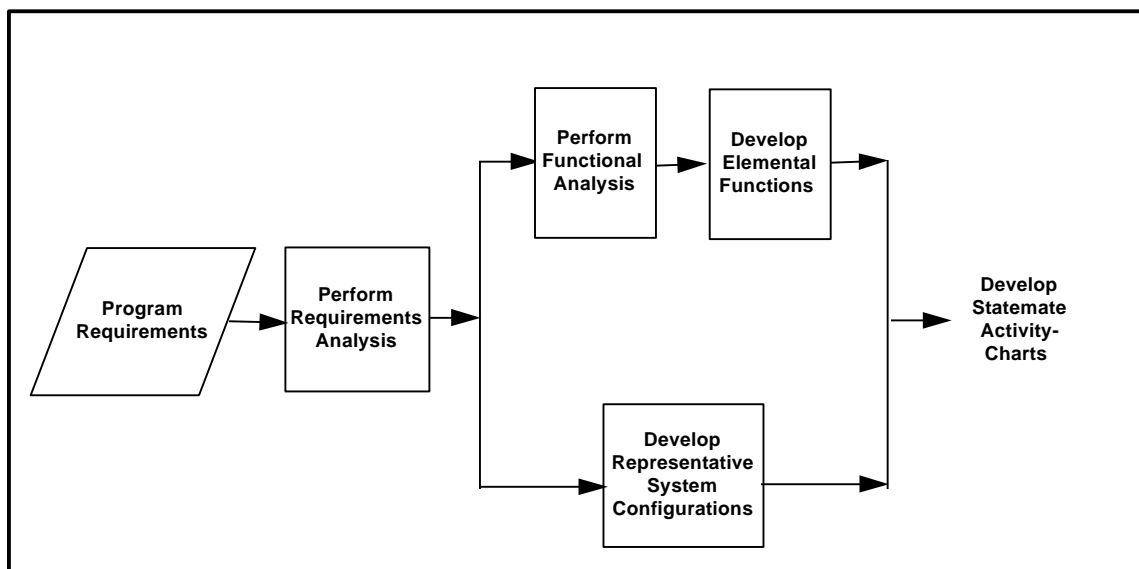 Program
Requirements
Perform
Requirements
Analysis
Perform
Functional
Analysis
Develop
Elemental
Functions
Develop
Representative
System
Configurations
Develop
Statemate
Activity-
Charts